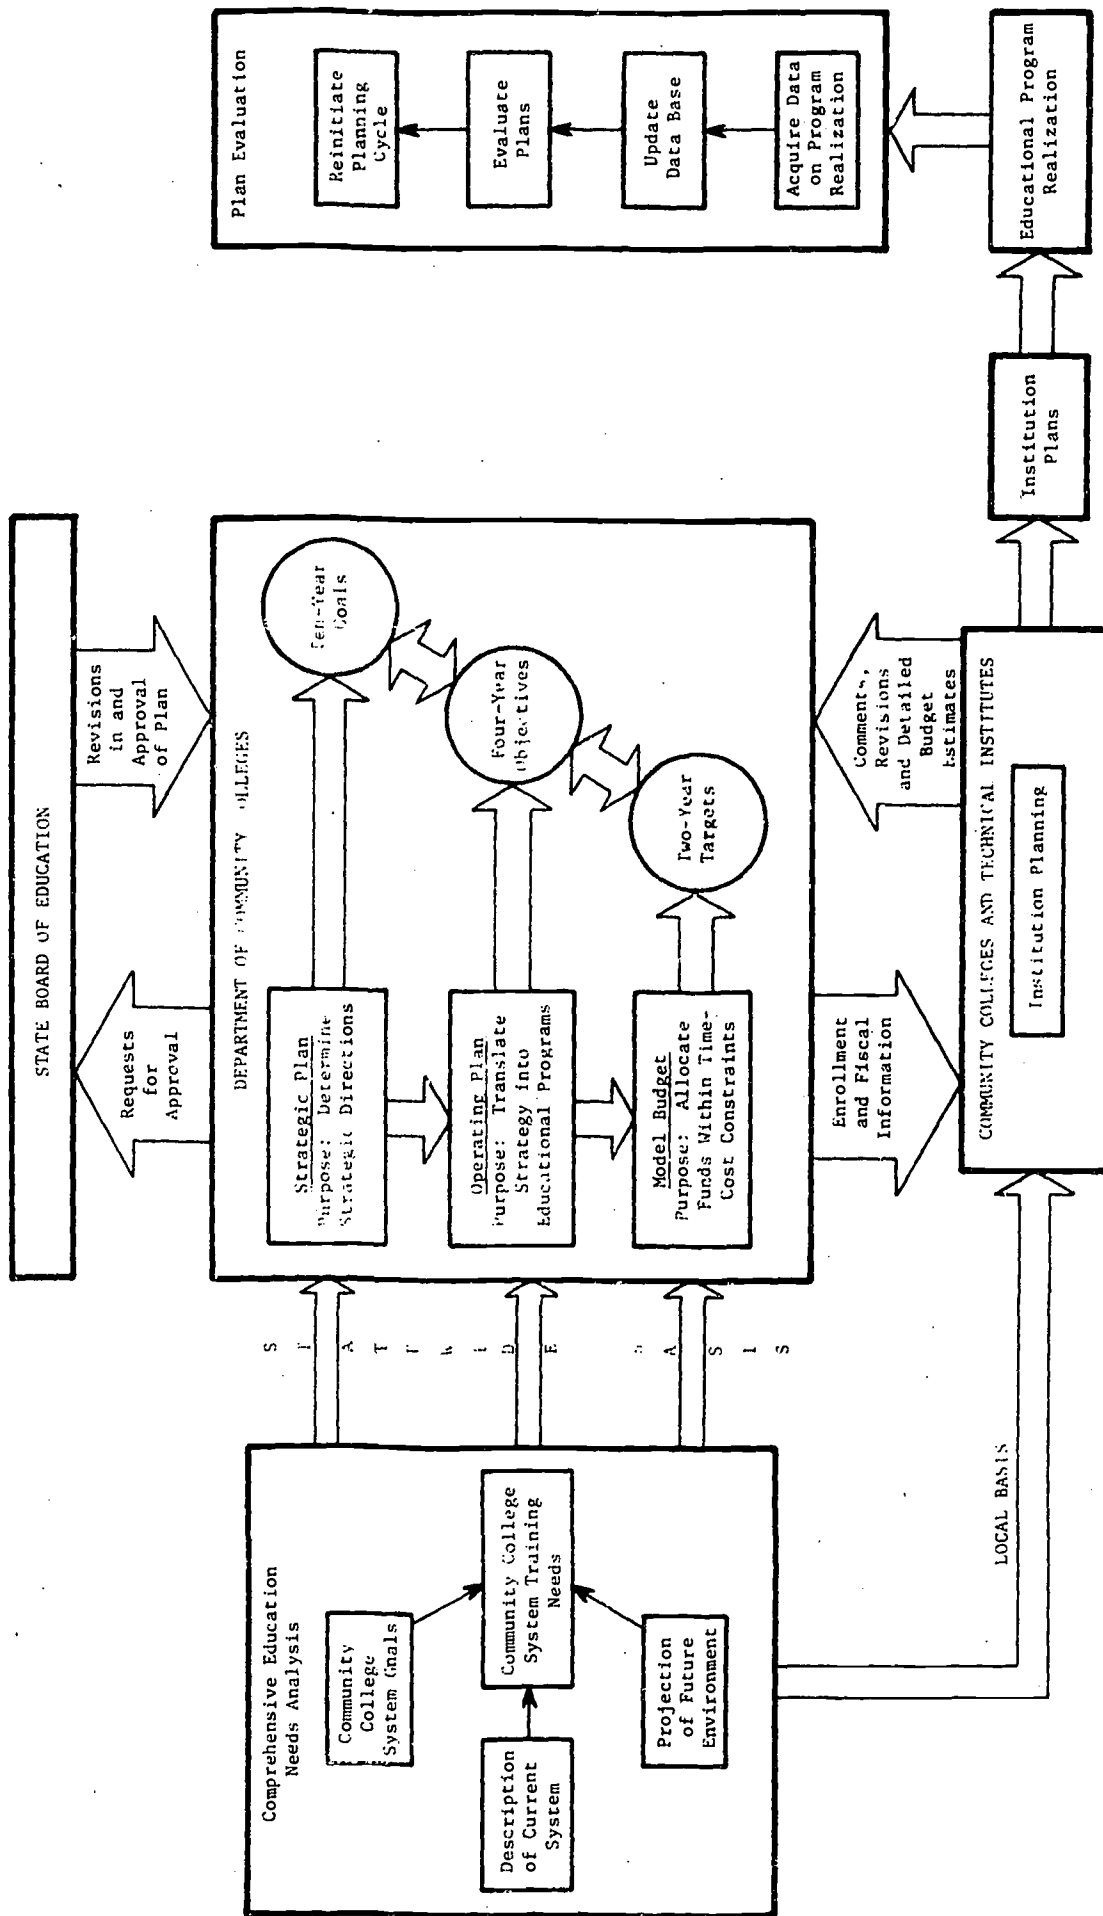 STATE BOARD OF EDUCATION
Requests
for
Approval
Revisions
in and
Approval
of Plan
DEPARTMENT OF COMMUNITY COLLEGES
Strategic Plan
Purpose: Determine
Strategic Directions
Ten-Year
Goals
Operating Plan
Purpose: Translate
Strategy into
Educational Programs
Four-Year
Objectives
Model Budget
Purpose: Allocate
Funds Within Time-
Cost Constraints
Two-Year
Targets
Comprehensive Education
Needs Analysis
Community
College
System Goals
Description
of Current
System
Community College
System Training
Needs
Projection
of Future
Environment
STATEWIDE BASIS
LOCAL BASIS
Enrollment
and Fiscal
Information
Comments,
Revisions
and Detailed
Budget
Estimates
COMMUNITY COLLEGES AND TECHNICAL INSTITUTES
Institution Planning
Institution
Plans
Educational Program
Realization
Plan Evaluation
Reinitiate
Planning
Cycle
Evaluate
Plans
Update
Data Base
Acquire Data
on Program
Realization